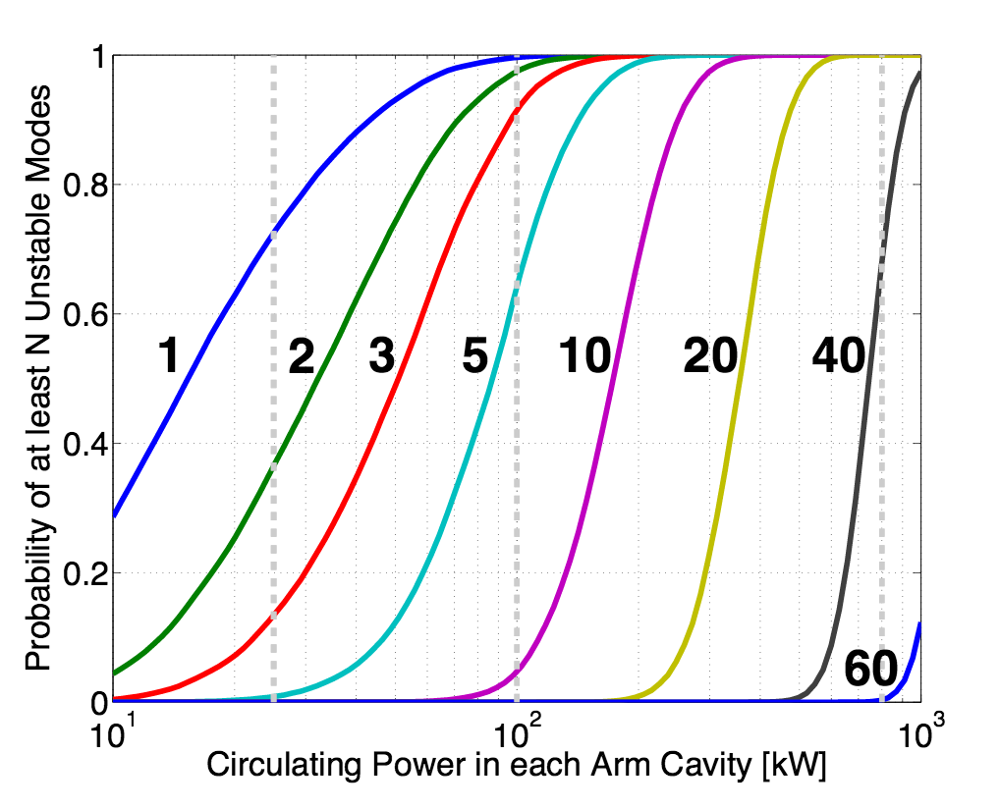 Probability of at least N Unstable Modes
1
0.8
0.6
0.4
0.2
0
1 2 3 5 10 20 40
60
10^1 10^2 10^3
Circulating Power in each Arm Cavity [kW]